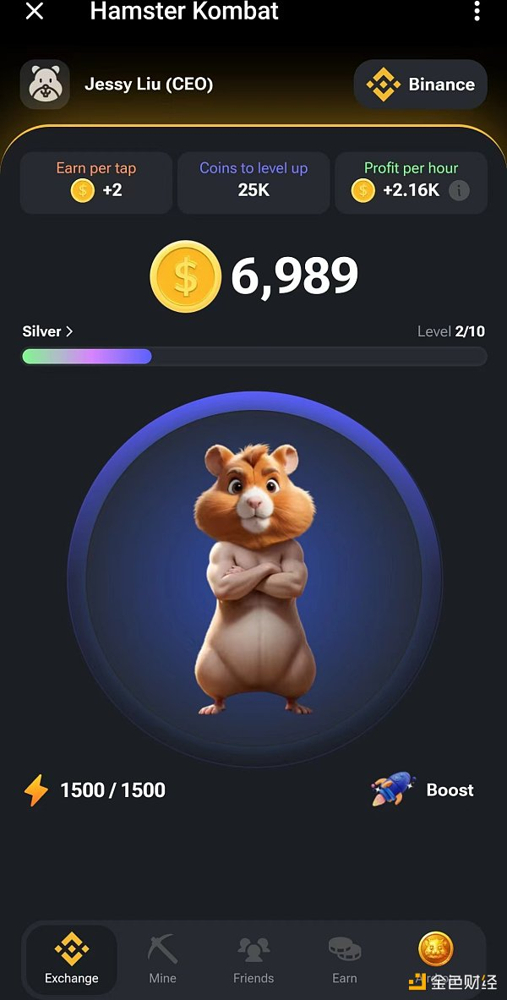 Hamster Kombat
Jessy Liu (CEO)
Binance
Earn per tap
+2
Coins to level up
25K
Profit per hour
+2.16K
6,989
Silver >
Level 2/10
1500 / 1500
Boost
Exchange
Mine
Friends
Earn
金色财经